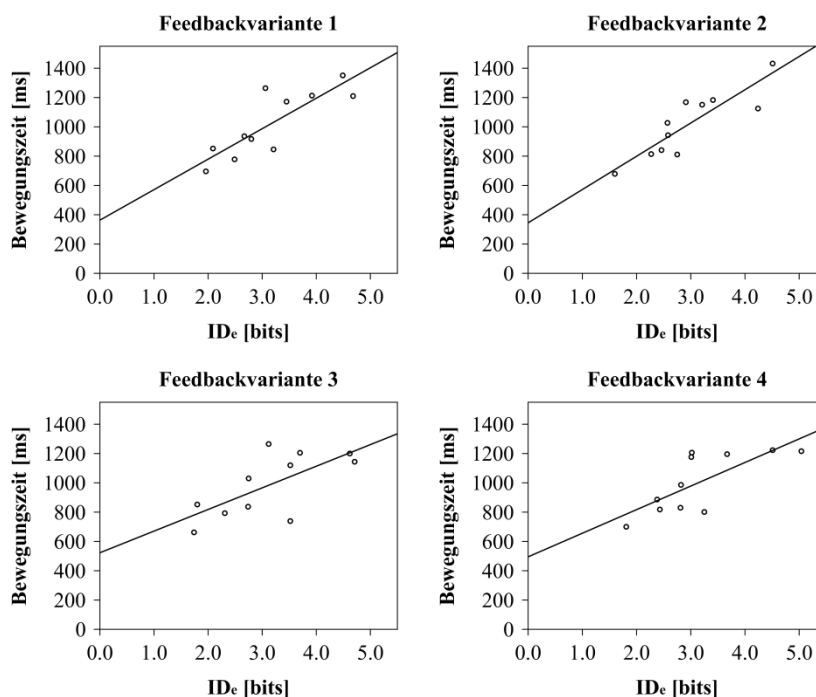 Feedbackvariante 1
Bewegungszeit [ms]
1400
1200
1000
800
600
400
200
0
0.0 1.0 2.0 3.0 4.0 5.0
IDe [bits]
Feedbackvariante 2
Bewegungszeit [ms]
1400
1200
1000
800
600
400
200
0
0.0 1.0 2.0 3.0 4.0 5.0
IDe [bits]
Feedbackvariante 3
Bewegungszeit [ms]
1400
1200
1000
800
600
400
200
0
0.0 1.0 2.0 3.0 4.0 5.0
IDe [bits]
Feedbackvariante 4
Bewegungszeit [ms]
1400
1200
1000
800
600
400
200
0
0.0 1.0 2.0 3.0 4.0 5.0
IDe [bits]